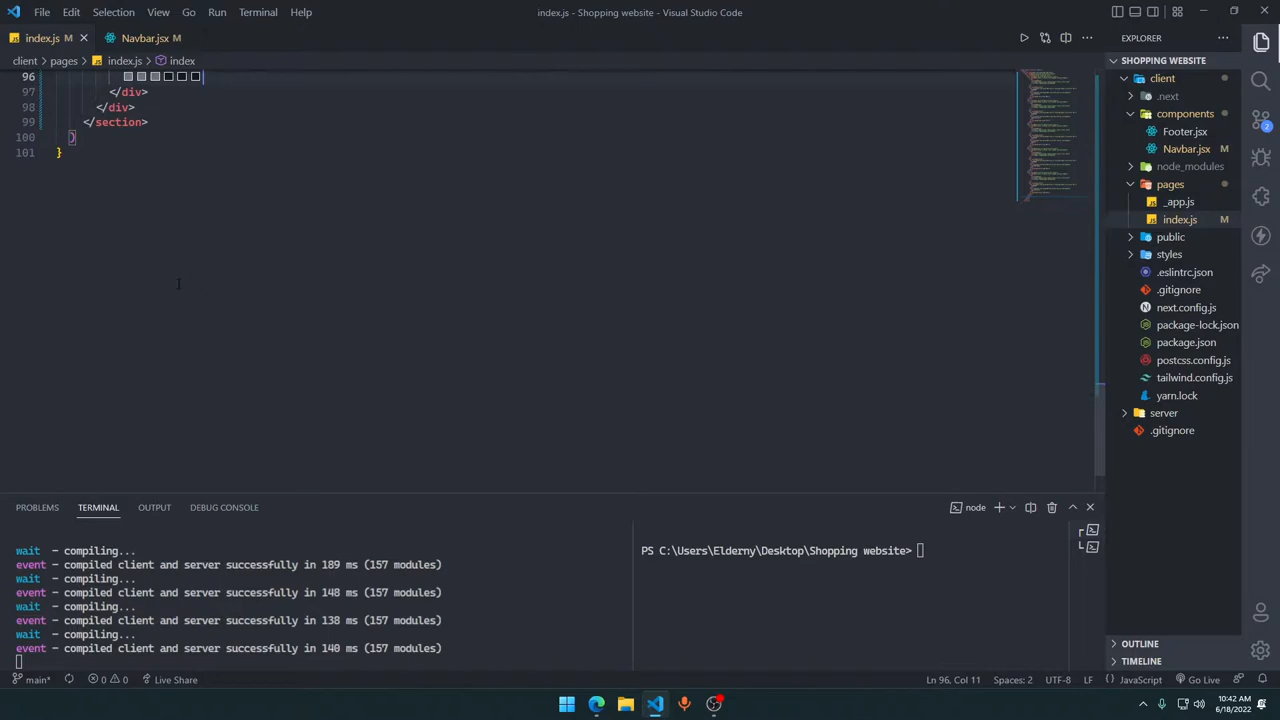 File Edit Selection View Go Run Terminal Help
index.js - Shopping website - Visual Studio Code
index.js M
Navbar.jsx M
EXPLORER
client > pages > index.js > index
SHOPPING WEBSITE
96
97 </div>
98 </div>
99 </section>
100 )
101 }
client
.next
components
Footer.jsx
Navbar.jsx M
node_modules
pages
_app.js
index.js M
public
styles
.eslintrc.json
.gitignore
next.config.js
package-lock.json
package.json
postcss.config.js
tailwind.config.js
yarn.lock
server
.gitignore
2
PROBLEMS TERMINAL OUTPUT DEBUG CONSOLE
node
wait - compiling...
event - compiled client and server successfully in 189 ms (157 modules)
wait - compiling...
event - compiled client and server successfully in 148 ms (157 modules)
wait - compiling...
event - compiled client and server successfully in 138 ms (157 modules)
wait - compiling...
event - compiled client and server successfully in 140 ms (157 modules)
PS C:\Users\Elderny\Desktop\Shopping website>
OUTLINE
TIMELINE
main* 0 0 Live Share
Ln 96, Col 11 Spaces: 2 UTF-8 LF JavaScript Go Live
10:42 AM
6/18/2022